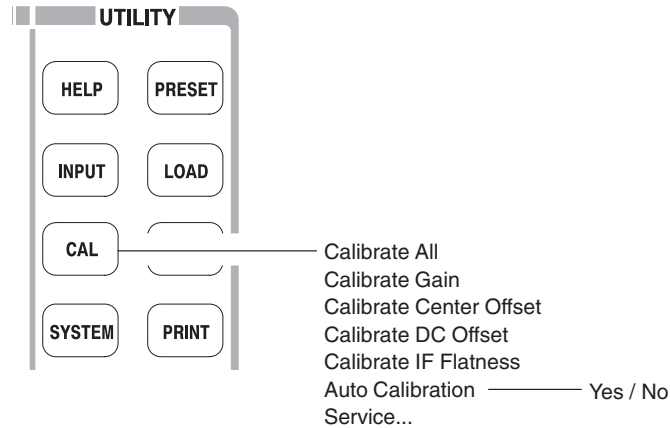 UTILITY
HELP PRESET
INPUT LOAD
CAL
SYSTEM PRINT
Calibrate All
Calibrate Gain
Calibrate Center Offset
Calibrate DC Offset
Calibrate IF Flatness
Auto Calibration Yes / No
Service...